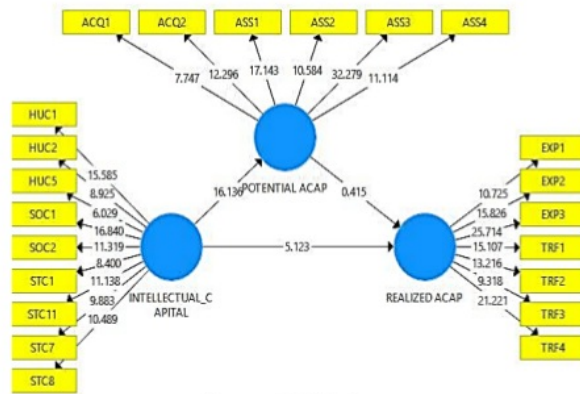 ACQ1 ACQ2 ASS1 ASS2 ASS3 ASS4
7.747 12.296 17.143 10.584 32.279 11.114
POTENTIAL ACAP
HUC1
HUC2
HUC5
SOC1
SOC2
STC1
STC11
STC7
STC8
15.585
8.925
6.029
16.840
11.319
8.400
11.138
9.883
10.489
INTELLECTUAL_C
APITAL
16.136
0.415
5.123
REALIZED ACAP
10.725
15.826
25.714
15.107
13.216
9.318
21.221
EXP1
EXP2
EXP3
TRF1
TRF2
TRF3
TRF4